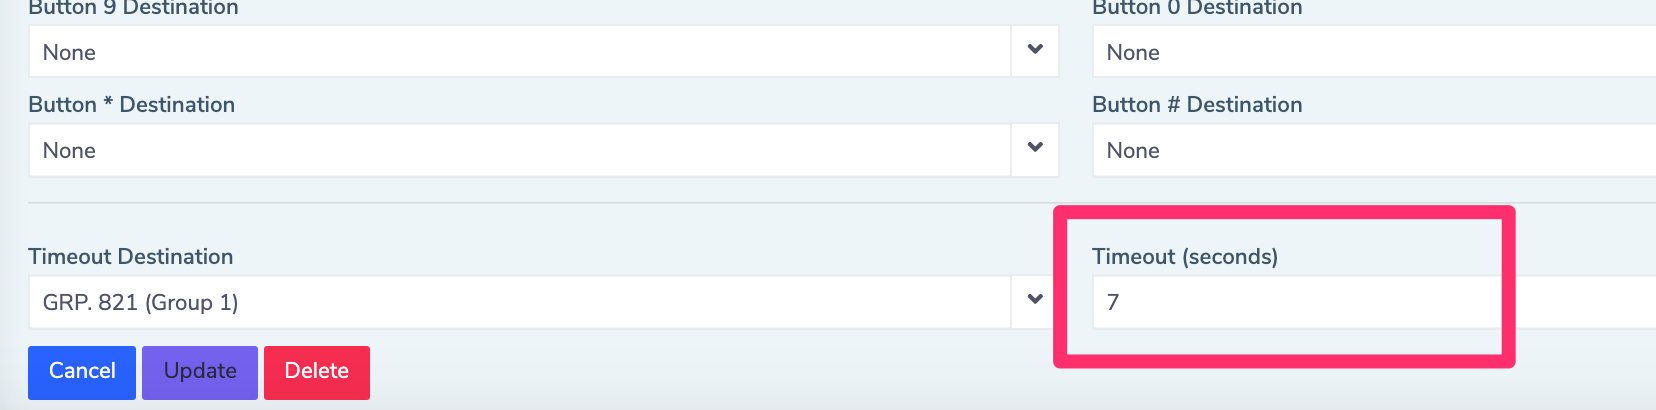 Button 9 Destination
Button 0 Destination
None
None
Button * Destination
Button # Destination
None
None
Timeout Destination
Timeout (seconds)
GRP. 821 (Group 1)
7
Cancel
Update
Delete